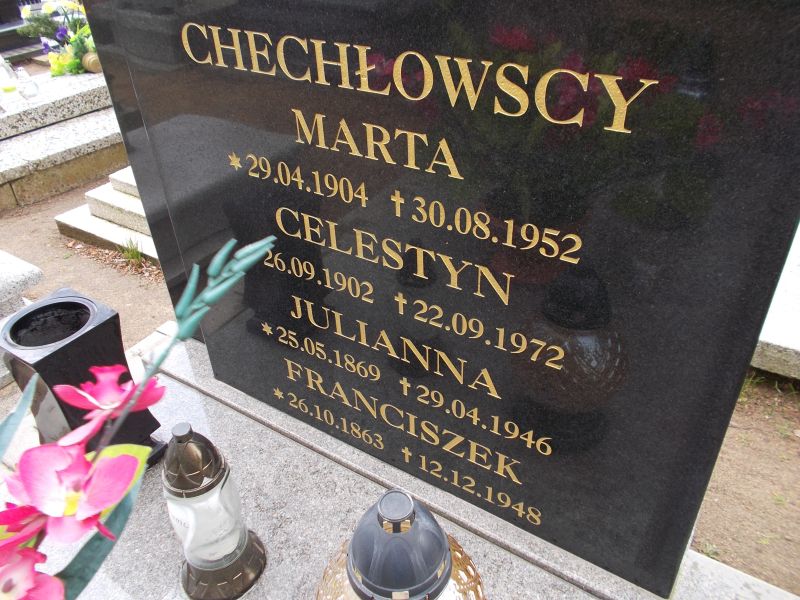 CHECHŁOWSCY
MARTA
* 29.04.1904 † 30.08.1952
CELESTYN
26.09.1902 † 22.09.1972
JULIANNA
* 25.05.1869 † 29.04.1946
FRANCISZEK
* 26.10.1863 † 12.12.1948